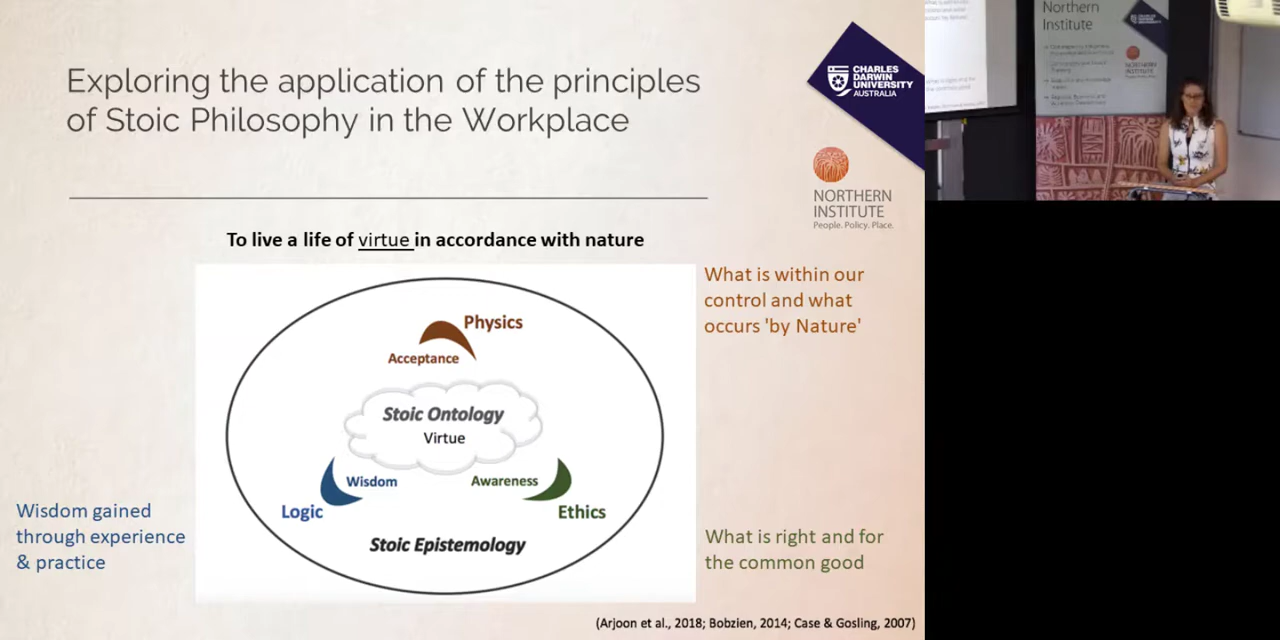 Exploring the application of the principles
of Stoic Philosophy in the Workplace
CHARLES
DARWIN
UNIVERSITY
AUSTRALIA
NORTHERN
INSTITUTE
People. Policy. Place.
To live a life of virtue in accordance with nature
What is within our
control and what
occurs 'by Nature'
Physics
Acceptance
Stoic Ontology
Virtue
Wisdom
Awareness
Logic
Ethics
Stoic Epistemology
Wisdom gained
through experience
& practice
What is right and for
the common good
(Arjoon et al., 2018; Bobzien, 2014; Case & Gosling, 2007)
Northern
Institute
NORTHERN
INSTITUTE